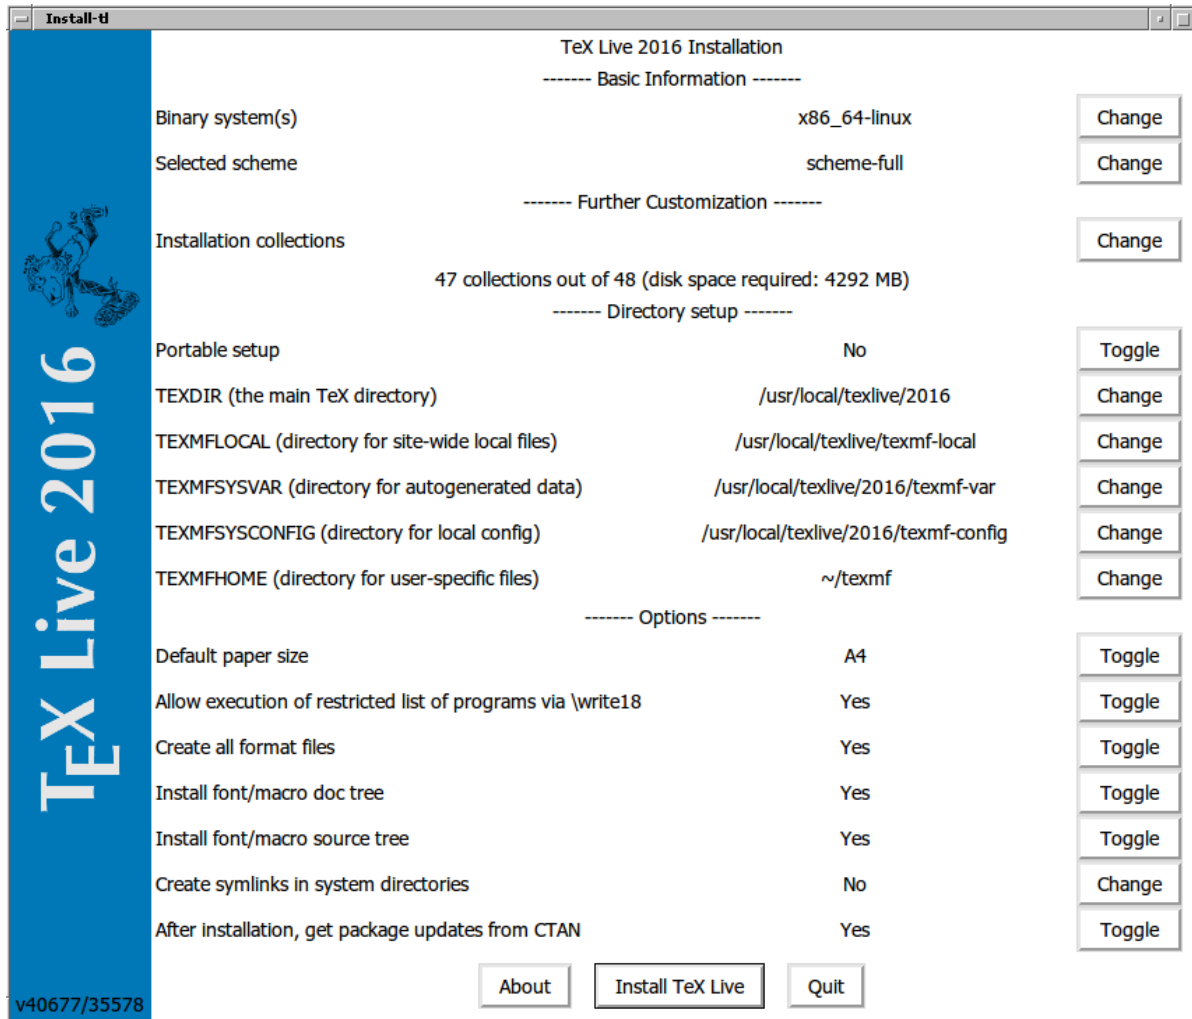 Install-tl
TeX Live 2016 Installation
------- Basic Information -------
Binary system(s) x86_64-linux Change
Selected scheme scheme-full Change
------- Further Customization -------
Installation collections Change
47 collections out of 48 (disk space required: 4292 MB)
------- Directory setup -------
Portable setup No Toggle
TEXDIR (the main TeX directory) /usr/local/texlive/2016 Change
TEXMFLOCAL (directory for site-wide local files) /usr/local/texlive/texmf-local Change
TEXMFSYSVAR (directory for autogenerated data) /usr/local/texlive/2016/texmf-var Change
TEXMFSYSCONFIG (directory for local config) /usr/local/texlive/2016/texmf-config Change
TEXMFHOME (directory for user-specific files) ~/texmf Change
------- Options -------
Default paper size A4 Toggle
Allow execution of restricted list of programs via \write18 Yes Toggle
Create all format files Yes Toggle
Install font/macro doc tree Yes Toggle
Install font/macro source tree Yes Toggle
Create symlinks in system directories No Change
After installation, get package updates from CTAN Yes Toggle
About Install TeX Live Quit
TEX Live 2016
v40677/35578